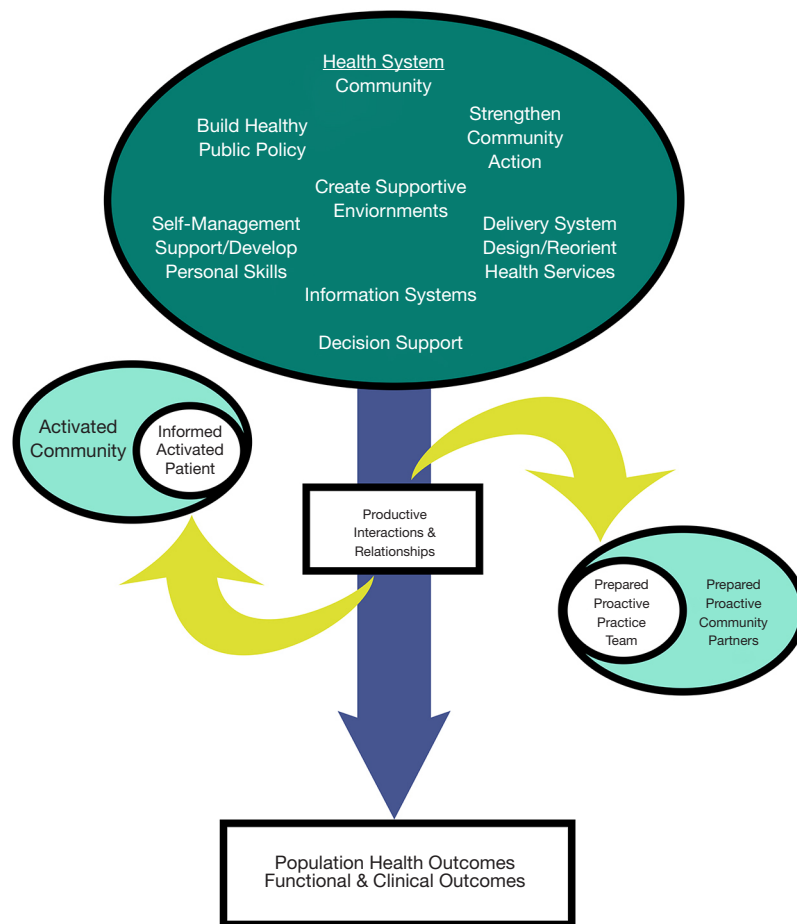 Health System
Community
Build Healthy
Public Policy
Strengthen
Community
Action
Create Supportive
Enviornments
Self-Management
Support/Develop
Personal Skills
Delivery System
Design/Reorient
Health Services
Information Systems
Decision Support
Activated
Community
Informed
Activated
Patient
Productive
Interactions &
Relationships
Prepared
Proactive
Practice
Team
Prepared
Proactive
Community
Partners
Population Health Outcomes
Functional & Clinical Outcomes